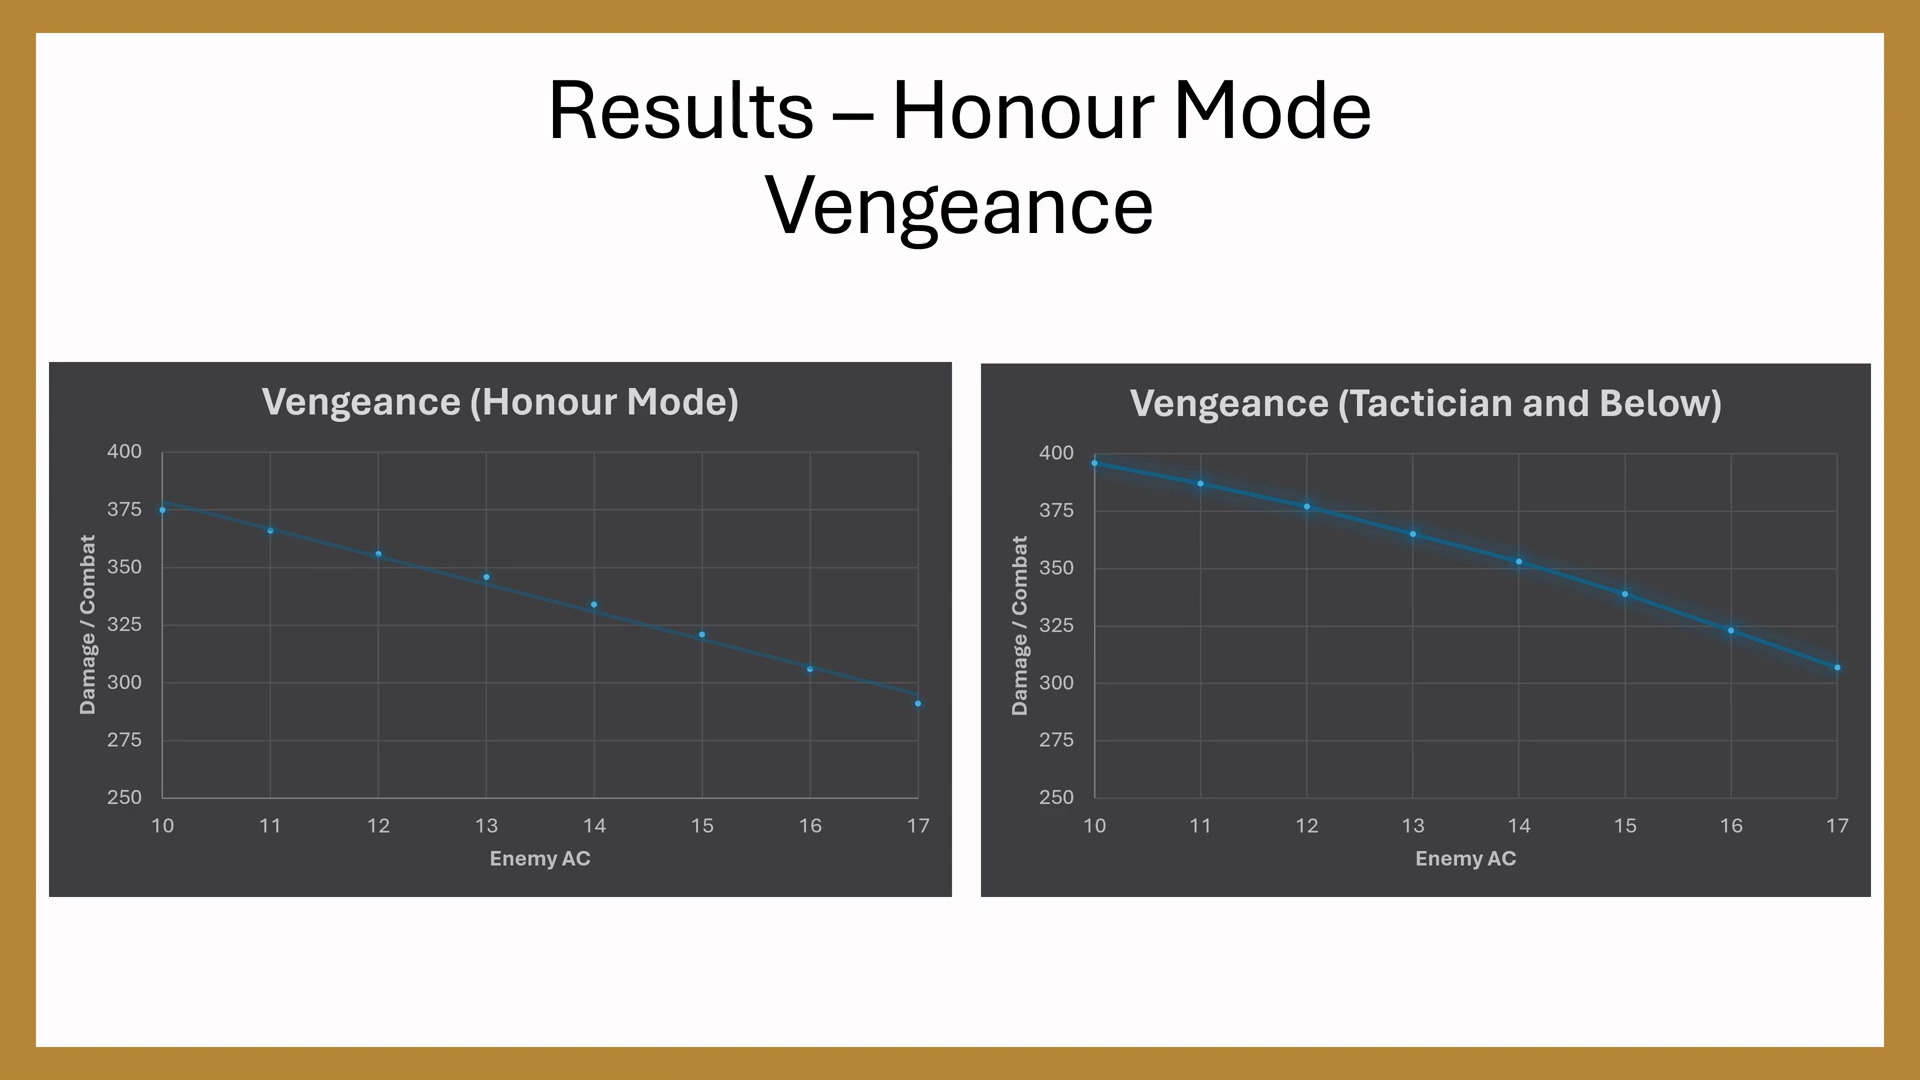 Results – Honour Mode
Vengeance
Vengeance (Honour Mode)
400
375
350
325
300
275
250
Damage / Combat
10 11 12 13 14 15 16 17
Enemy AC
Vengeance (Tactician and Below)
400
375
350
325
300
275
250
Damage / Combat
10 11 12 13 14 15 16 17
Enemy AC